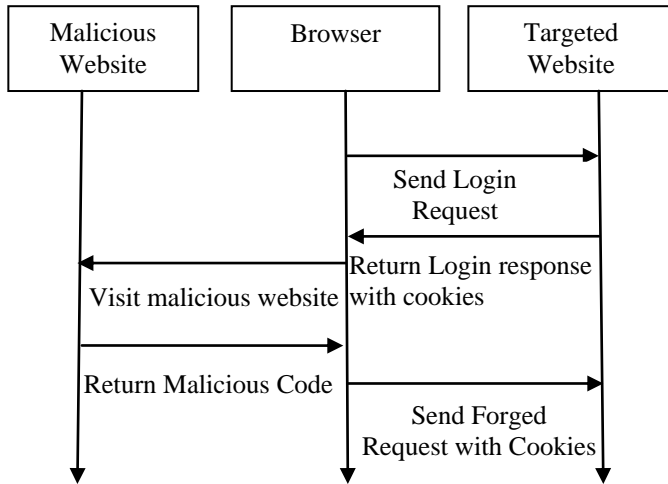 Malicious
Website
Browser
Targeted
Website
Send Login
Request
Return Login response
with cookies
Visit malicious website
Return Malicious Code
Send Forged
Request with Cookies